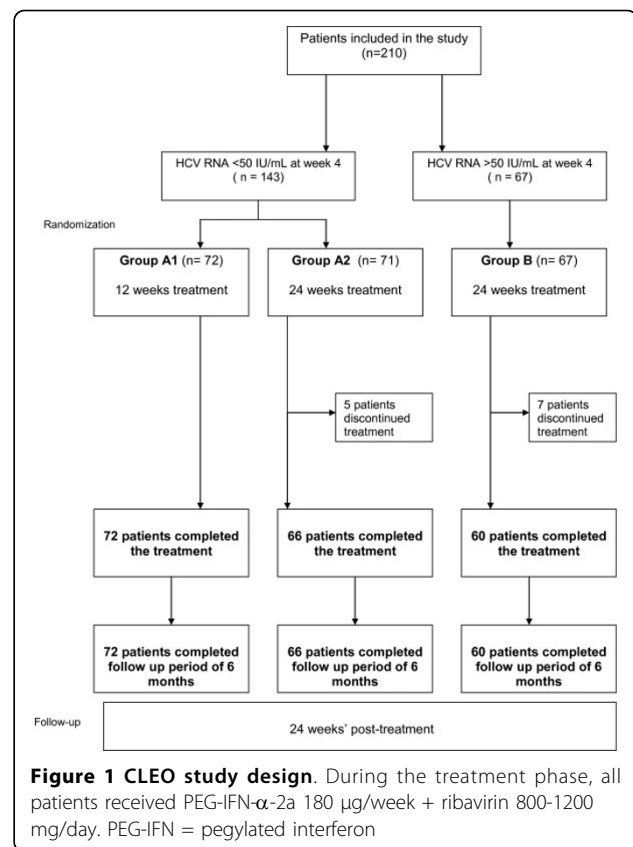 Patients included in the study
(n=210)
HCV RNA <50 IU/mL at week 4
( n = 143)
HCV RNA >50 IU/mL at week 4
( n = 67)
Randomization
Group A1 (n= 72)
12 weeks treatment
Group A2 (n= 71)
24 weeks treatment
Group B (n= 67)
24 weeks treatment
5 patients
discontinued
treatment
7 patients
discontinued
treatment
72 patients completed
the treatment
66 patients completed
the treatment
60 patients completed
the treatment
72 patients completed
follow up period of 6
months
66 patients completed
follow up period of 6
months
60 patients completed
follow up period of 6
months
Follow-up
24 weeks' post-treatment
Figure 1 CLEO study design. During the treatment phase, all
patients received PEG-IFN-α-2a 180 μg/week + ribavirin 800-1200
mg/day. PEG-IFN = pegylated interferon